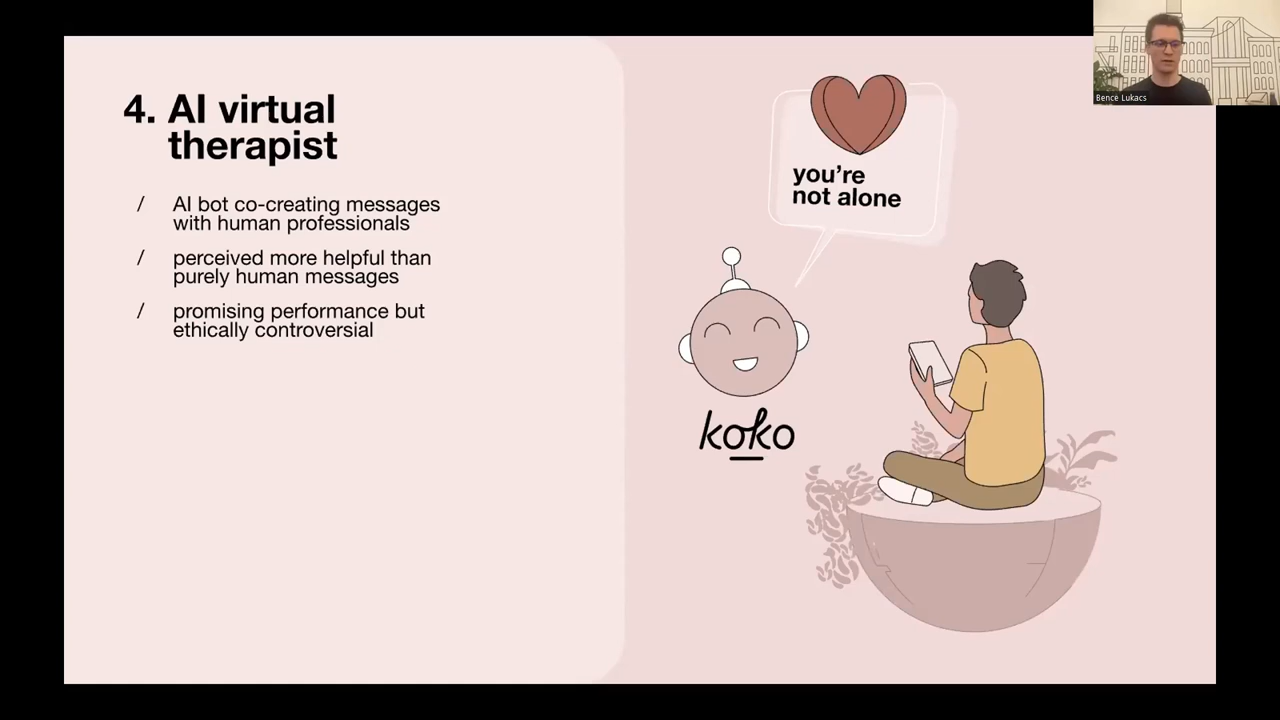 4. AI virtual
therapist
/ AI bot co-creating messages
with human professionals
/ perceived more helpful than
purely human messages
/ promising performance but
ethically controversial
you're
not alone
koko
Bence Lukacs